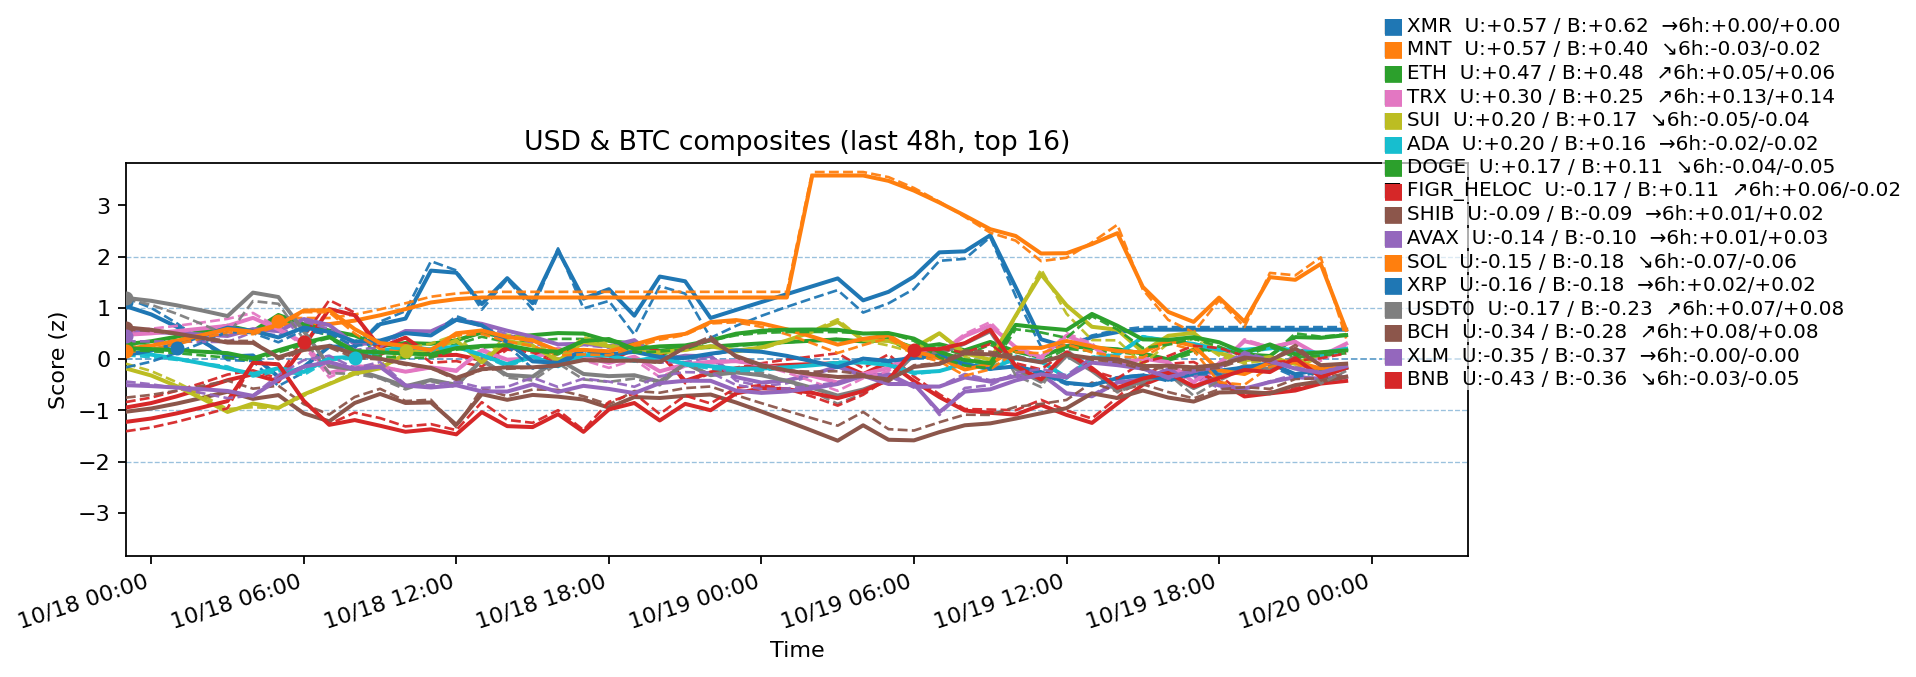 XMR  U:+0.57 / B:+0.62  →6h:+0.00/+0.00
MNT  U:+0.57 / B:+0.40  ↘6h:-0.03/-0.02
ETH  U:+0.47 / B:+0.48  ↗6h:+0.05/+0.06
TRX  U:+0.30 / B:+0.25  ↗6h:+0.13/+0.14
SUI  U:+0.20 / B:+0.17  ↘6h:-0.05/-0.04
ADA  U:+0.20 / B:+0.16  →6h:-0.02/-0.02
DOGE  U:+0.17 / B:+0.11  ↘6h:-0.04/-0.05
FIGR_HELOC  U:-0.17 / B:+0.11  ↗6h:+0.06/-0.02
SHIB  U:-0.09 / B:-0.09  →6h:+0.01/+0.02
AVAX  U:-0.14 / B:-0.10  →6h:+0.01/+0.03
SOL  U:-0.15 / B:-0.18  ↘6h:-0.07/-0.06
XRP  U:-0.16 / B:-0.18  →6h:+0.02/+0.02
USDT0  U:-0.17 / B:-0.23  ↗6h:+0.07/+0.08
BCH  U:-0.34 / B:-0.28  ↗6h:+0.08/+0.08
XLM  U:-0.35 / B:-0.37  →6h:-0.00/-0.00
BNB  U:-0.43 / B:-0.36  ↘6h:-0.03/-0.05
USD & BTC composites (last 48h, top 16)
Score (z)
3
2
1
0
−1
−2
−3
10/18 00:00
10/18 06:00
10/18 12:00
10/18 18:00
10/19 00:00
10/19 06:00
10/19 12:00
10/19 18:00
10/20 00:00
Time